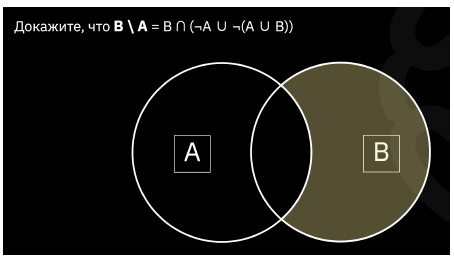 Докажите, что B \ A = B ∩ (¬A ∪ ¬(A ∪ B))
A
B